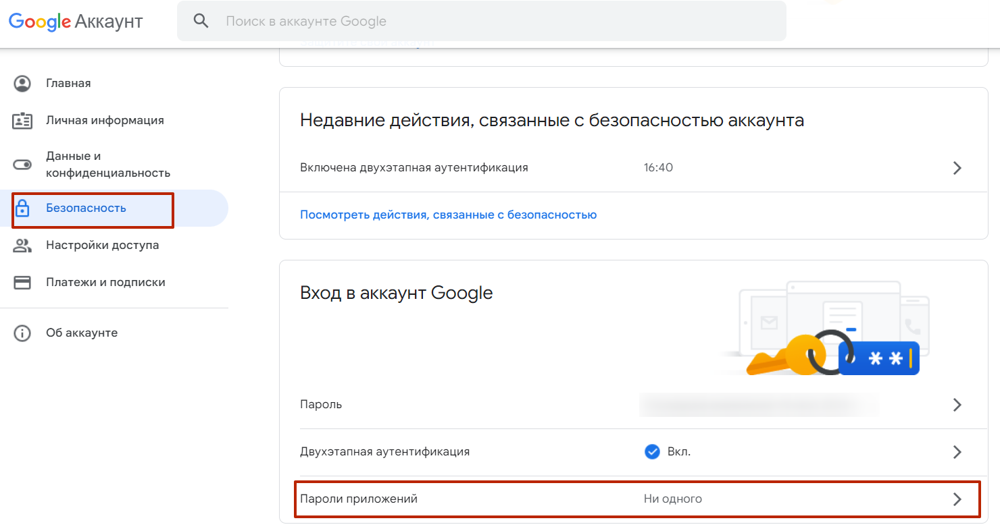 Google Аккаунт
Поиск в аккаунте Google
Главная
Личная информация
Данные и
конфиденциальность
Безопасность
Настройки доступа
Платежи и подписки
Об аккаунте
Недавние действия, связанные с безопасностью аккаунта
Включена двухэтапная аутентификация 16:40
Посмотреть действия, связанные с безопасностью
Вход в аккаунт Google
**
Пароль
Двухэтапная аутентификация Вкл.
Пароли приложений Ни одного